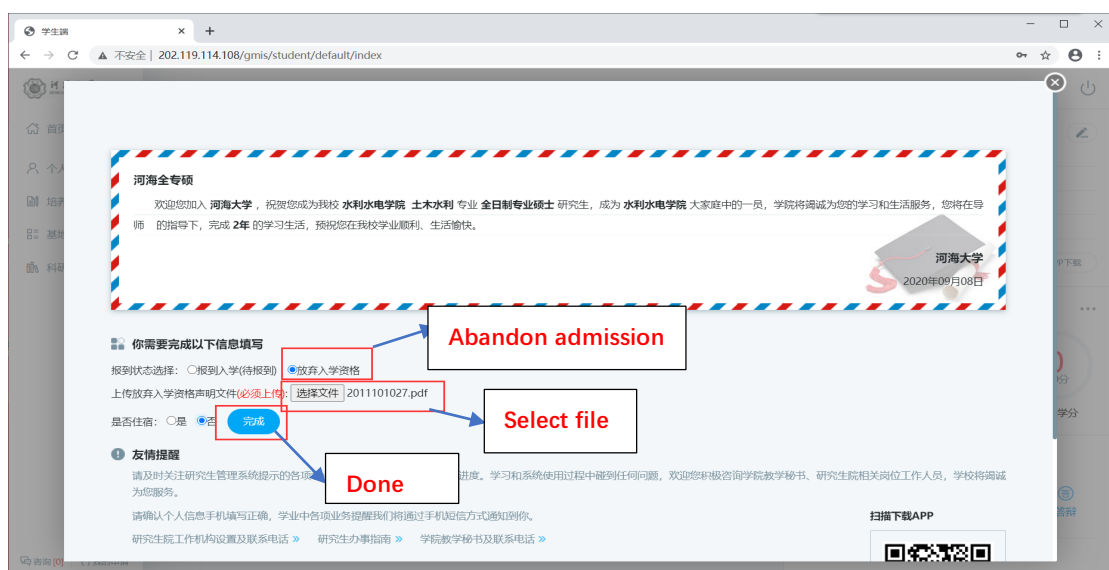 学生端
不安全 | 202.119.114.108/gmis/student/default/index
首页
河海全专硕
欢迎您加入 河海大学 ，祝贺您成为我校 水利水电学院 土木水利 专业 全日制专业硕士 研究生，成为 水利水电学院 大家庭中的一员，学院将竭诚为您的学习和生活服务，您将在导
师 的指导下，完成 2年 的学习生活，预祝您在我校学业顺利、生活愉快。
河海大学
2020年09月08日
Abandon admission
你需要完成以下信息填写
报到状态选择： 报到入学(待报到) 放弃入学资格
上传放弃入学资格声明文件(必须上传): 选择文件 2011101027.pdf
Select file
是否住宿： 是 否 完成
Done
友情提醒
请及时关注研究生管理系统提示的各项 进度。学习和系统使用过程中碰到任何问题，欢迎您积极咨询学院教学秘书、研究生院相关岗位工作人员，学校将竭诚
为您服务。
请确认个人信息手机填写正确，学业中各项业务提醒我们将通过手机短信方式通知到你。
扫描下载APP
研究生院工作机构设置及联系电话 » 研究生办事指南 » 学院教学秘书及联系电话 »
P下载
学分
答辩
咨询 [0]